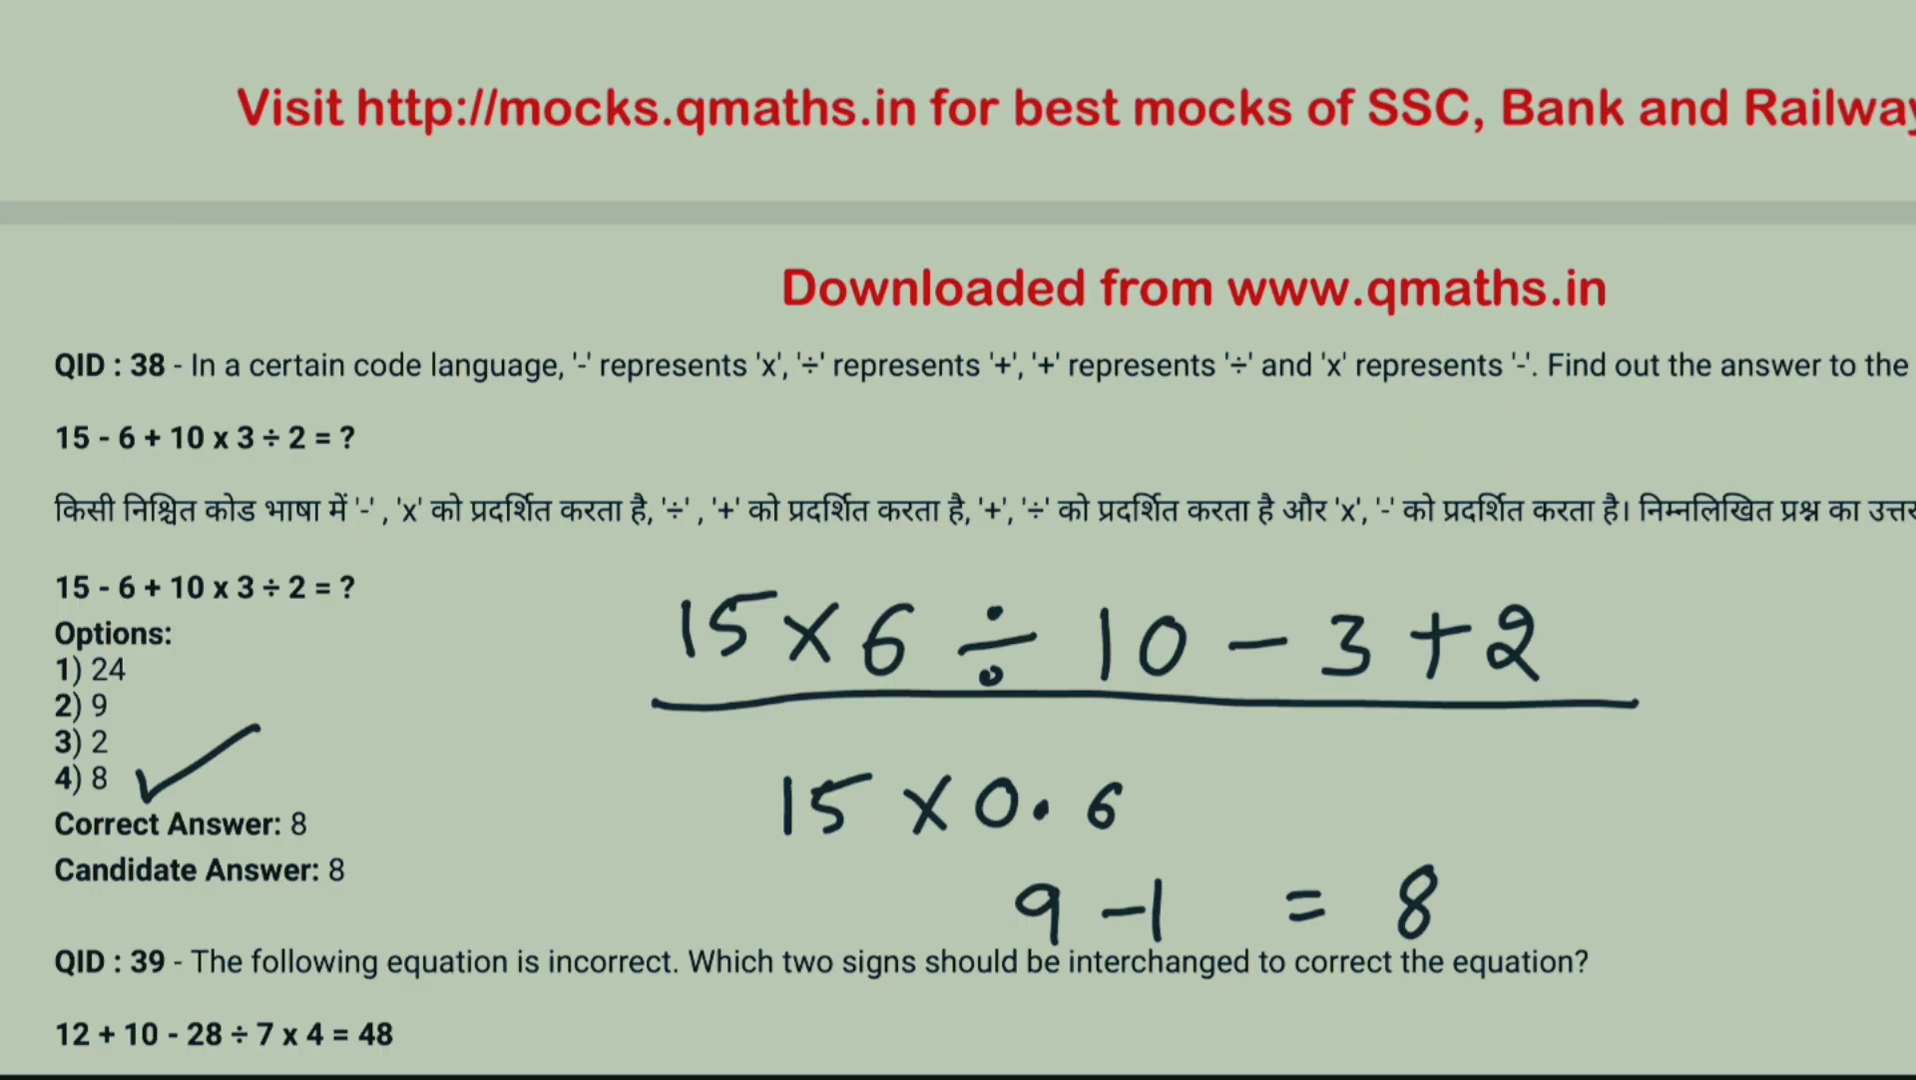 Visit http://mocks.qmaths.in for best mocks of SSC, Bank and Railway
Downloaded from www.qmaths.in
QID : 38 - In a certain code language, '-' represents 'x', '÷' represents '+', '+' represents '÷' and 'x' represents '-'. Find out the answer to the
15 - 6 + 10 x 3 ÷ 2 = ?
किसी निश्चित कोड भाषा में '-' , 'x' को प्रदर्शित करता है, '÷' , '+' को प्रदर्शित करता है, '+', '÷' को प्रदर्शित करता है और 'x', '-' को प्रदर्शित करता है। निम्नलिखित प्रश्न का उत्तर
15 - 6 + 10 x 3 ÷ 2 = ?
15 × 6 ÷ 10 - 3 + 2
Options:
1) 24
2) 9
3) 2
4) 8
15 × 0.6
Correct Answer: 8
Candidate Answer: 8
9 - 1 = 8
QID : 39 - The following equation is incorrect. Which two signs should be interchanged to correct the equation?
12 + 10 - 28 ÷ 7 x 4 = 48